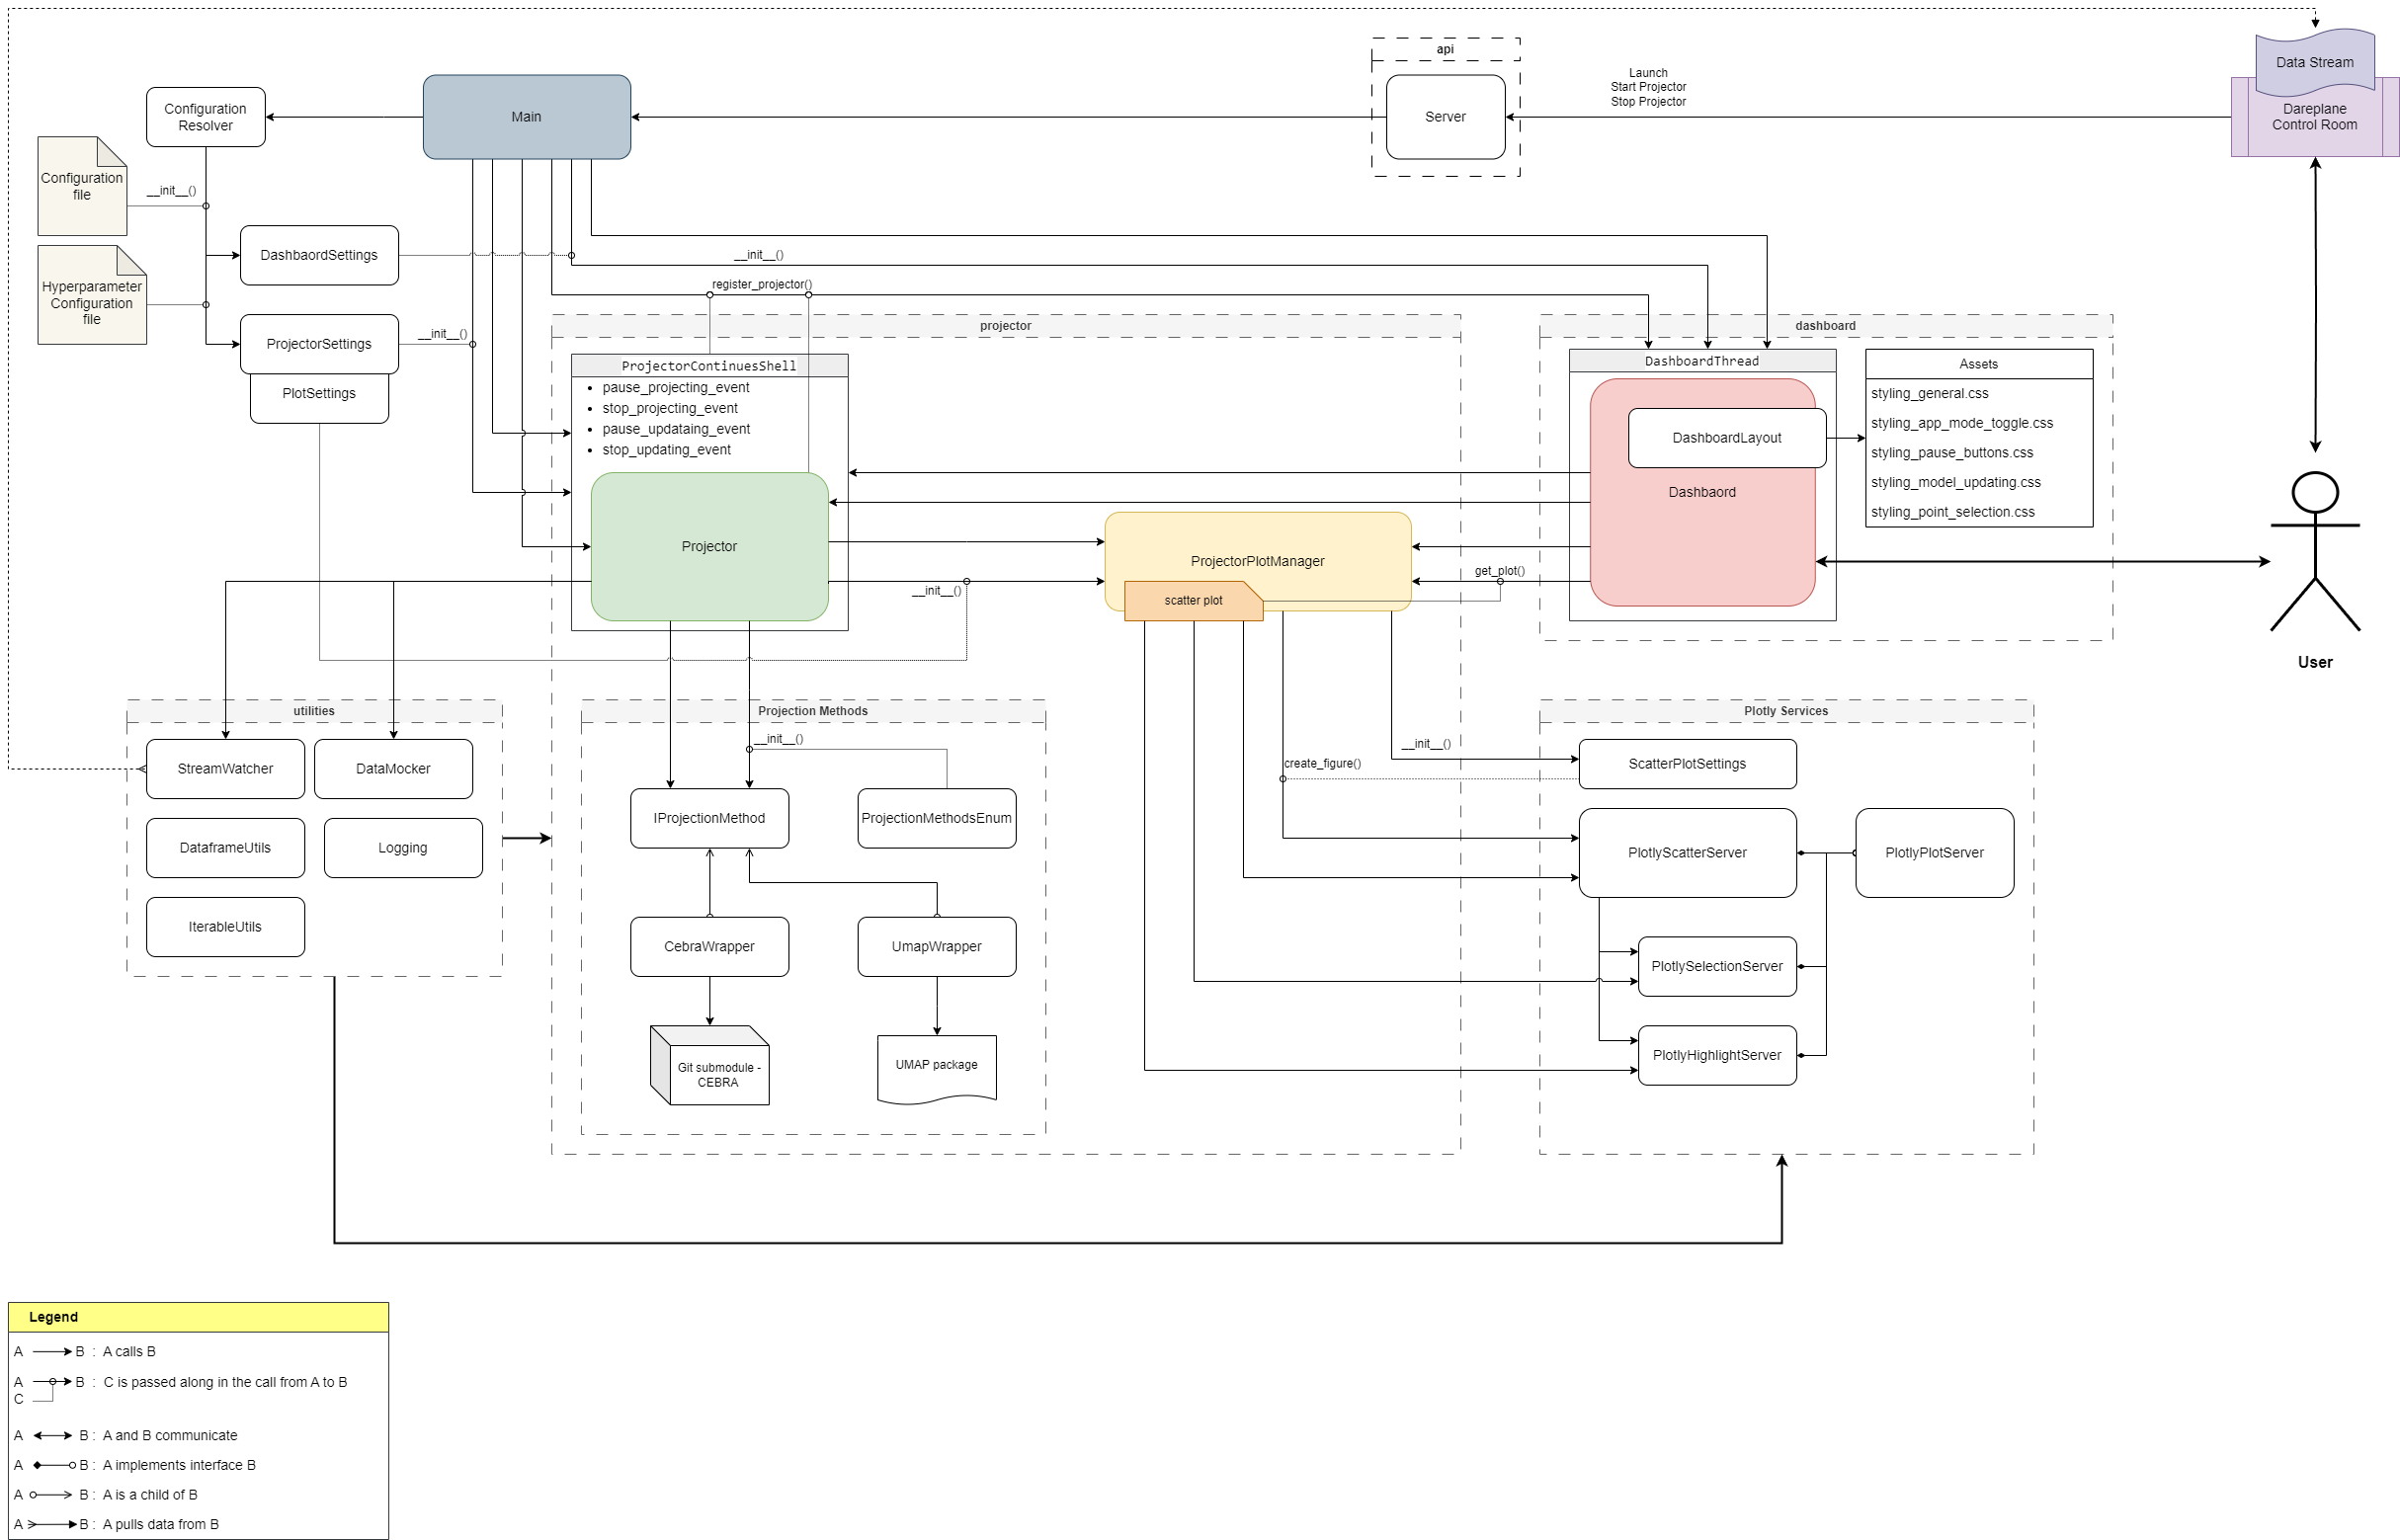 api
Data Stream
Dareplane
Control Room
Launch
Start Projector
Stop Projector
Server
Main
Configuration
Resolver
Configuration
file
__init__()
Hyperparameter
Configuration
file
DashbaordSettings
__init__()
register_projector()
ProjectorSettings
__init__()
PlotSettings
projector
ProjectorContinuesShell
pause_projecting_event
stop_projecting_event
pause_updataing_event
stop_updating_event
Projector
__init__()
ProjectorPlotManager
scatter plot
get_plot()
dashboard
DashboardThread
DashboardLayout
Dashbaord
Assets
styling_general.css
styling_app_mode_toggle.css
styling_pause_buttons.css
styling_model_updating.css
styling_point_selection.css
User
utilities
StreamWatcher
DataMocker
DataframeUtils
Logging
IterableUtils
Projection Methods
__init__()
IProjectionMethod
ProjectionMethodsEnum
CebraWrapper
UmapWrapper
Git submodule -
CEBRA
UMAP package
Plotly Services
__init__()
create_figure()
ScatterPlotSettings
PlotlyScatterServer
PlotlyPlotServer
PlotlySelectionServer
PlotlyHighlightServer
Legend
A B : A calls B
A B : C is passed along in the call from A to B
C
A B : A and B communicate
A B : A implements interface B
A B : A is a child of B
A B : A pulls data from B